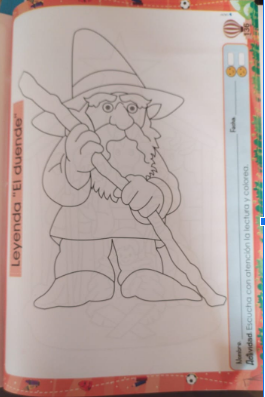 Leyenda "El duende"
Nombre
Fecha
Actividad. Escucha con atención la lectura y colorea.